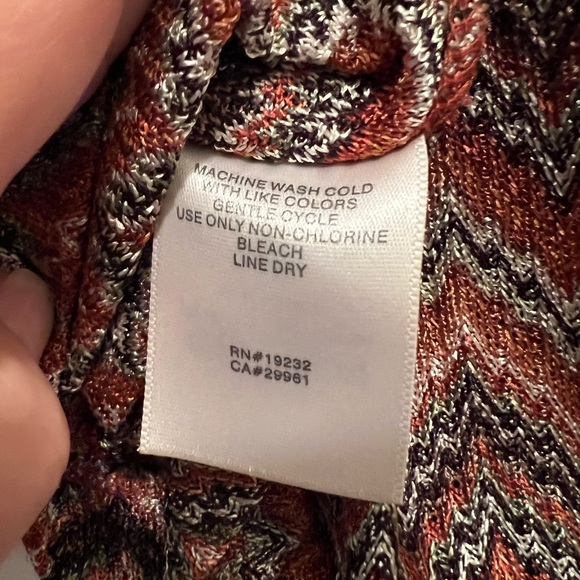 MACHINE WASH COLD
WITH LIKE COLORS
GENTLE CYCLE
USE ONLY NON-CHLORINE
BLEACH
LINE DRY
RN#19232
CA#29961